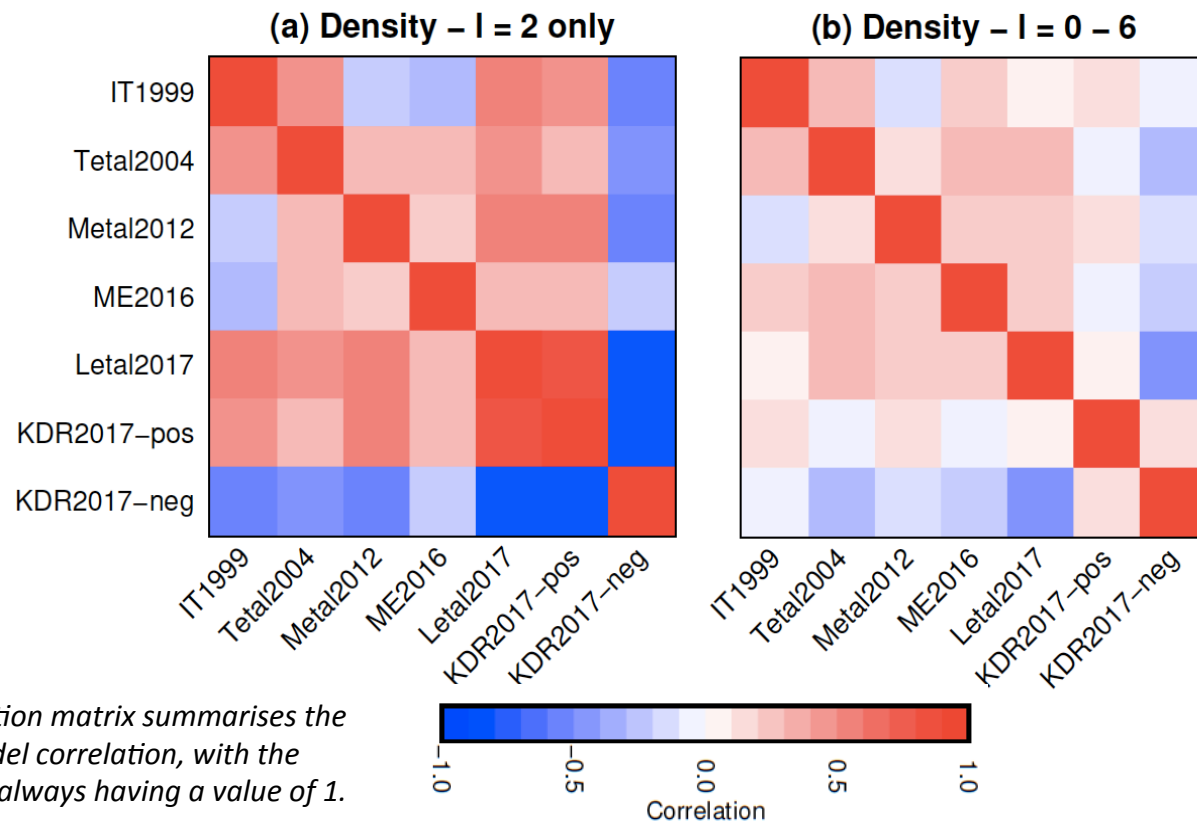 (a) Density – l = 2 only
(b) Density – l = 0 – 6
IT1999
Tetal2004
Metal2012
ME2016
Letal2017
KDR2017–pos
KDR2017–neg
IT1999
Tetal2004
Metal2012
ME2016
Letal2017
KDR2017–pos
KDR2017–neg
IT1999
Tetal2004
Metal2012
ME2016
Letal2017
KDR2017–pos
KDR2017–neg
tion matrix summarises the
del correlation, with the
always having a value of 1.
–1.0
–0.5
0.0
0.5
1.0
Correlation